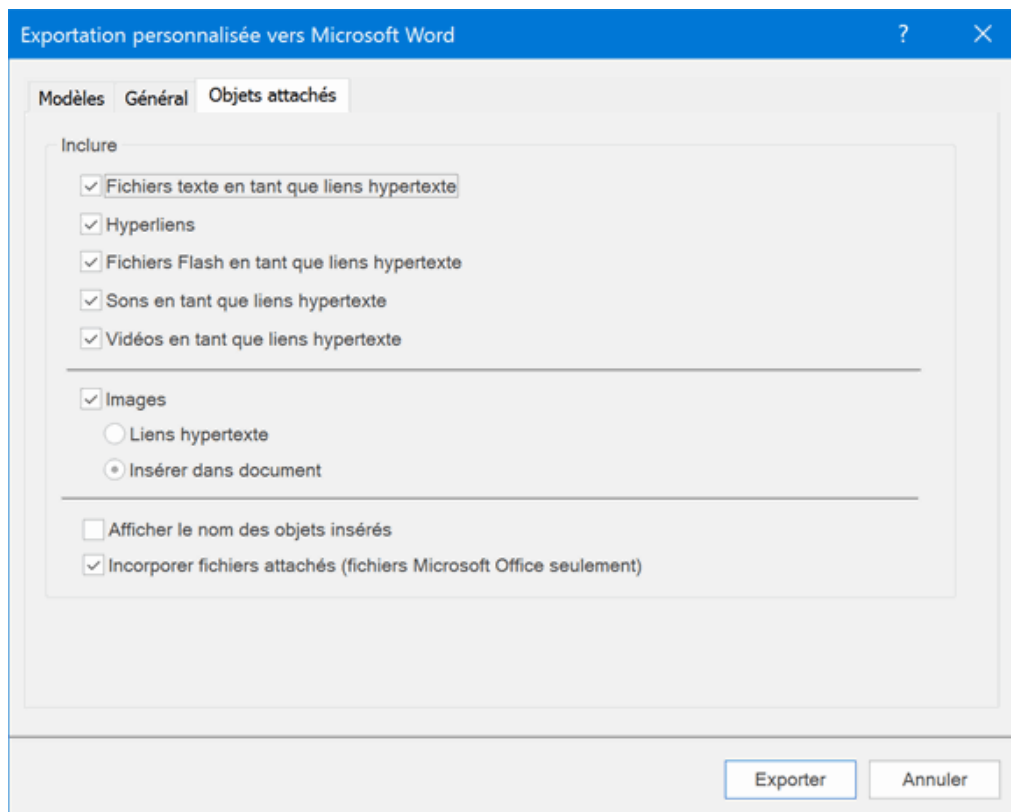 Exportation personnalisée vers Microsoft Word ?
Modèles Général Objets attachés
Inclure
Fichiers texte en tant que liens hypertexte
Hyperliens
Fichiers Flash en tant que liens hypertexte
Sons en tant que liens hypertexte
Vidéos en tant que liens hypertexte
Images
Liens hypertexte
Insérer dans document
Afficher le nom des objets insérés
Incorporer fichiers attachés (fichiers Microsoft Office seulement)
Exporter Annuler